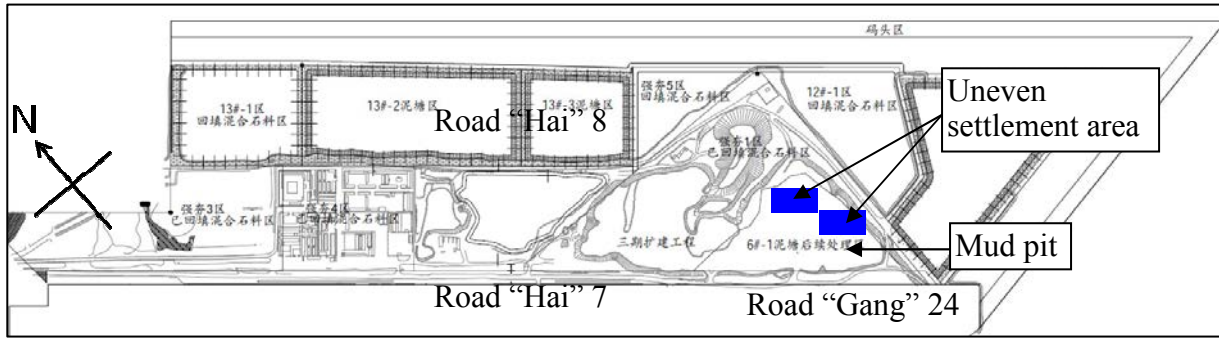 码头区
强夯5区
回填混合石料区
12#-1区
回填混合石料区
13#-1区
回填混合石料区
13#-2泥塘区
13#-3泥塘区
Road “Hai” 8
Uneven
settlement area
N
强夯1区
已回填混合石料区
强夯3区
已回填混合石料区
强夯4区
已回填混合石料区
三期扩建工程
6#-1泥塘后续处理区
Mud pit
Road “Hai” 7
Road “Gang” 24